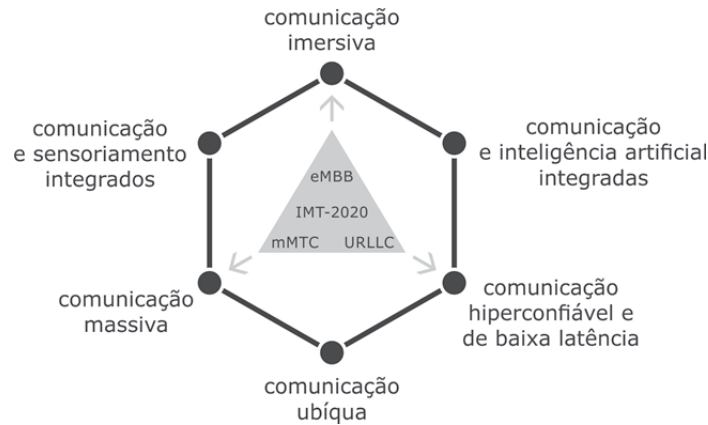 comunicação
imersiva
comunicação
e sensoriamento
integrados
comunicação
e inteligência artificial
integradas
eMBB
IMT-2020
mMTC URLLC
comunicação
massiva
comunicação
hiperconfiável e
de baixa latência
comunicação
ubíqua